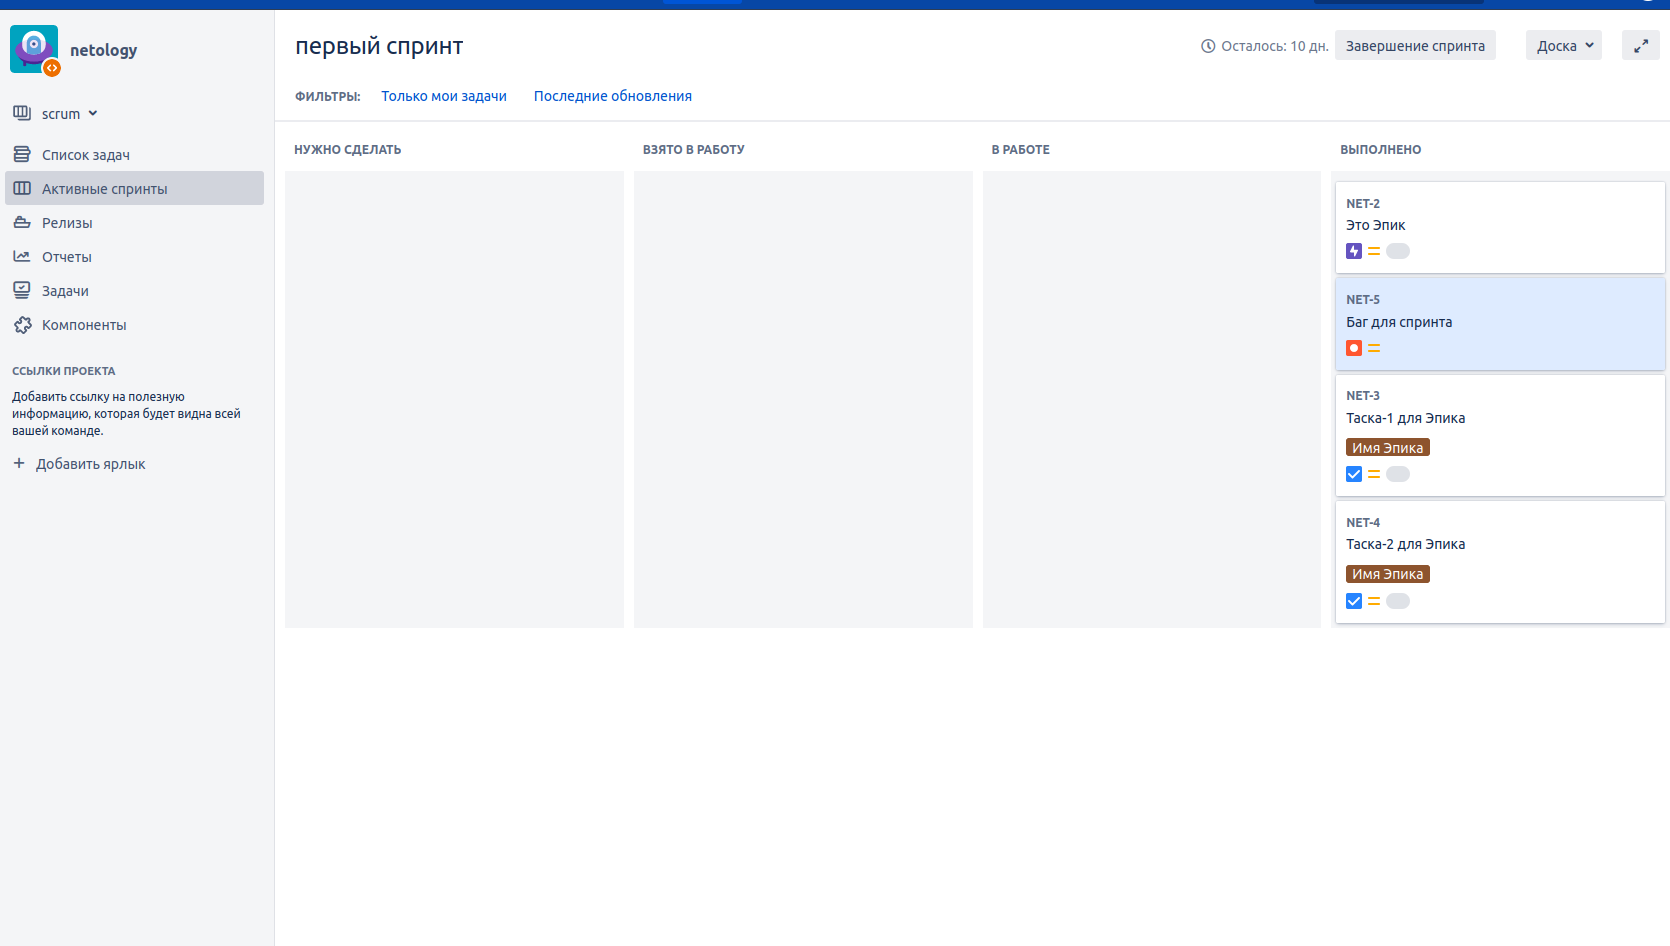 netology
scrum
Список задач
Активные спринты
Релизы
Отчеты
Задачи
Компоненты
ССЫЛКИ ПРОЕКТА
Добавить ссылку на полезную
информацию, которая будет видна всей
вашей команде.
+ Добавить ярлык
первый спринт
Осталось: 10 дн.
Завершение спринта
Доска
ФИЛЬТРЫ:
Только мои задачи
Последние обновления
НУЖНО СДЕЛАТЬ
ВЗЯТО В РАБОТУ
В РАБОТЕ
ВЫПОЛНЕНО
NET-2
Это Эпик
NET-5
Баг для спринта
NET-3
Таска-1 для Эпика
Имя Эпика
NET-4
Таска-2 для Эпика
Имя Эпика